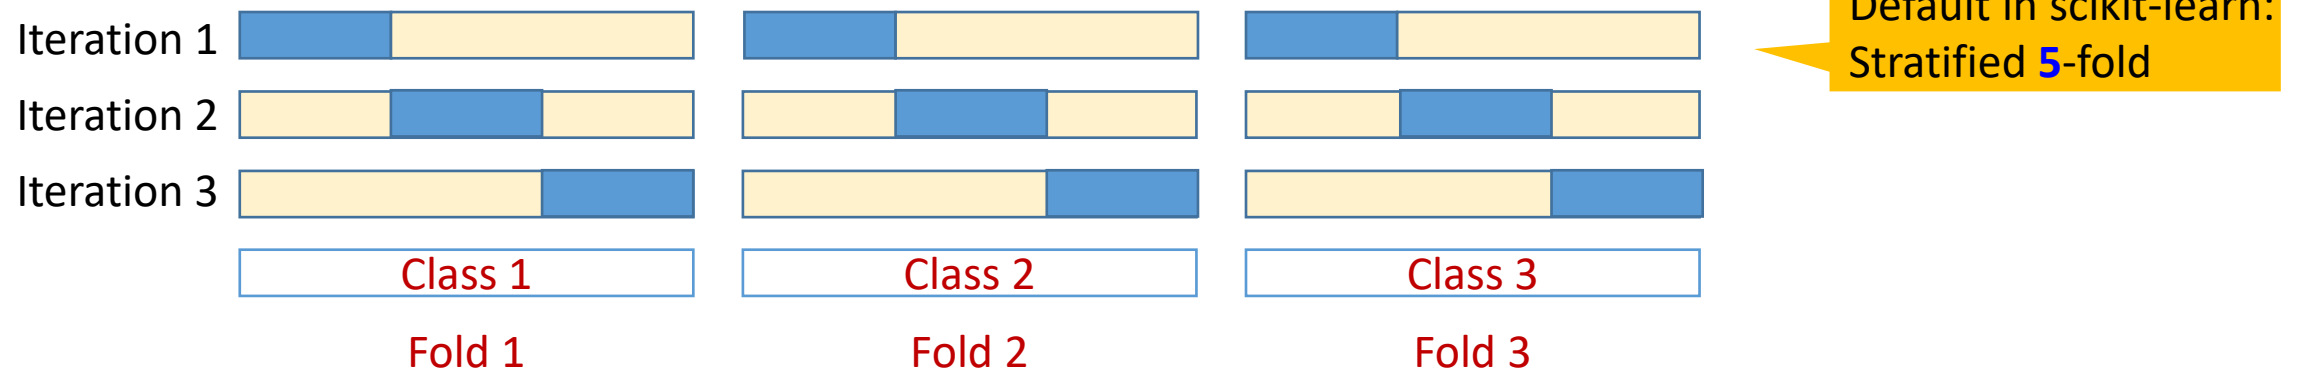 Default in scikit-learn:
Stratified 5-fold
Iteration 1
Iteration 2
Iteration 3
Class 1 Class 2 Class 3
Fold 1 Fold 2 Fold 3